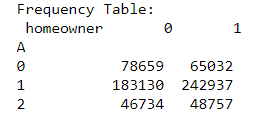 Frequency Table:
homeowner 0 1
A
0 78659 65032
1 183130 242937
2 46734 48757